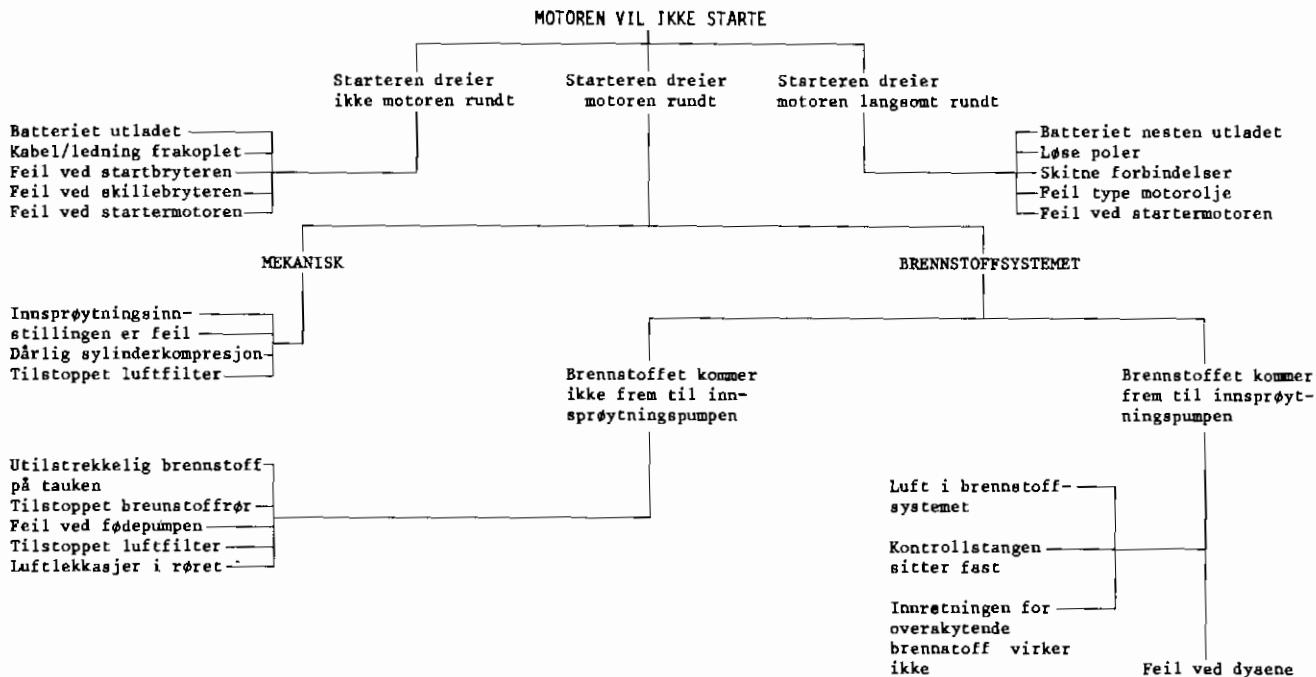 MOTOREN VIL IKKE STARTE
Starteren dreier
ikke motoren rundt
Starteren dreier
motoren rundt
Starteren dreier
motoren langsomt rundt
Batteriet utladet
Kabel/ledning frakoplet
Feil ved startbryteren
Feil ved skillebryteren
Feil ved startermotoren
Batteriet nesten utladet
Løse poler
Skitne forbindelser
Feil type motorolje
Feil ved startermotoren
MEKANISK
BRENNSTOFFSYSTEMET
Innsprøytningsinn-
stillingen er feil
Dårlig sylinderkompresjon
Tilstoppet luftfilter
Brennstoffet kommer
ikke frem til inn-
sprøytningspumpen
Brennstoffet kommer
frem til innsprøyt-
ningspumpen
Utilstrekkelig brennstoff
på tauken
Tilstoppet breunstoffrør
Feil ved fødepumpen
Tilstoppet luftfilter
Luftlekkasjer i røret
Luft i brennstoff-
systemet
Kontrollstangen
sitter fast
Innretningen for
overskytende
brennstoff virker
ikke
Feil ved dysene